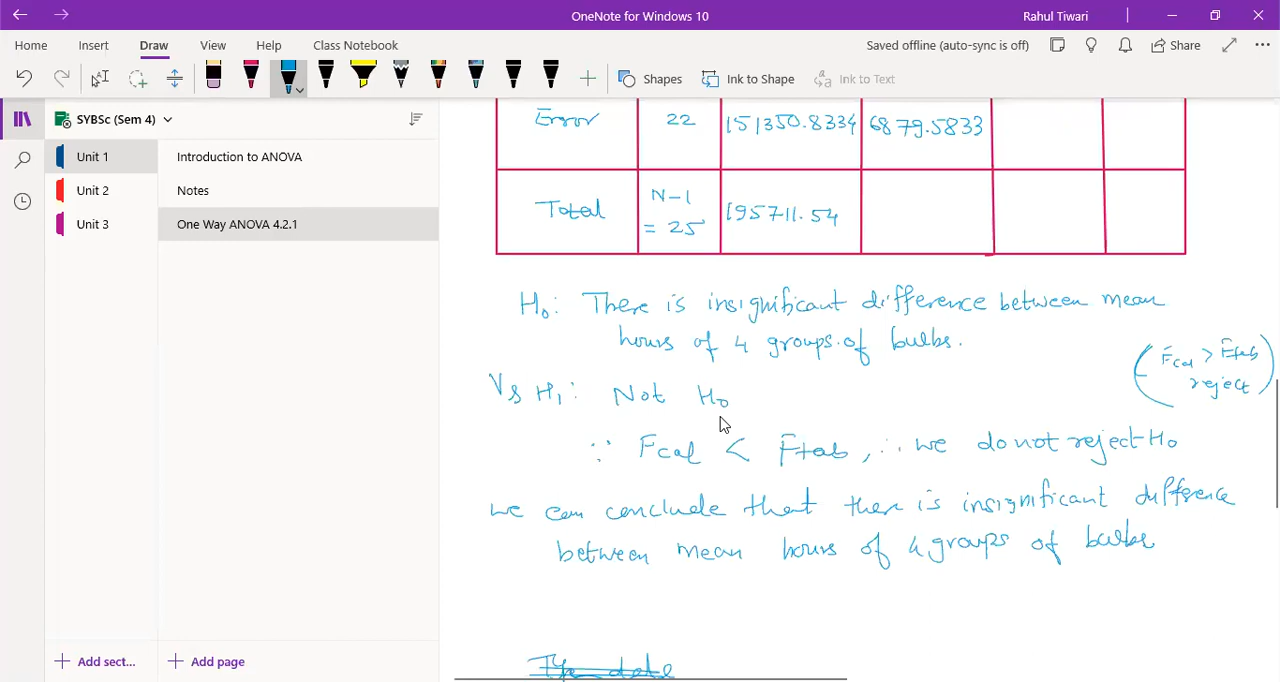 OneNote for Windows 10
Rahul Tiwari
Home Insert Draw View Help Class Notebook
Saved offline (auto-sync is off) Share
Shapes Ink to Shape Ink to Text
SYBSc (Sem 4)
Unit 1
Unit 2
Unit 3
Introduction to ANOVA
Notes
One Way ANOVA 4.2.1
Add sect...
Add page
Error 22 151350.8334 6879.5833
Total N-1 = 25 195711.54
H₀: There is insignificant difference between mean
hours of 4 groups of bulbs.
Vs H₁: Not H₀
(Fcal > Ftab
reject)
∵ Fcal < Ftab, ∴ we do not reject H₀
we can conclude that there is insignificant difference
between mean hours of 4 groups of bulbs